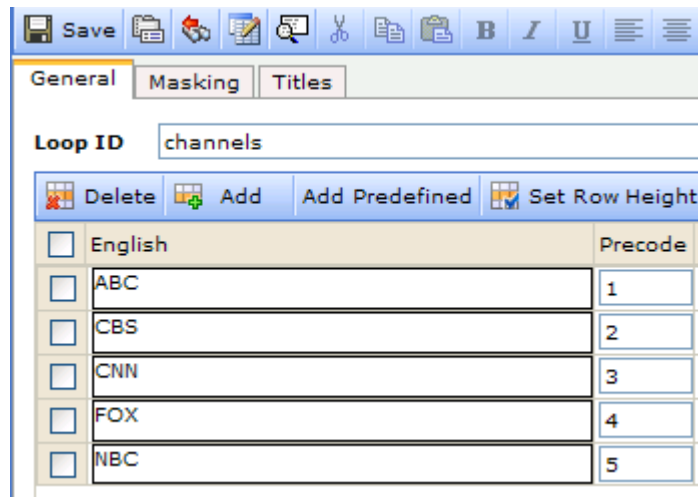 Save B I U
General Masking Titles
Loop ID channels
Delete Add Add Predefined Set Row Height
English Precode
ABC 1
CBS 2
CNN 3
FOX 4
NBC 5